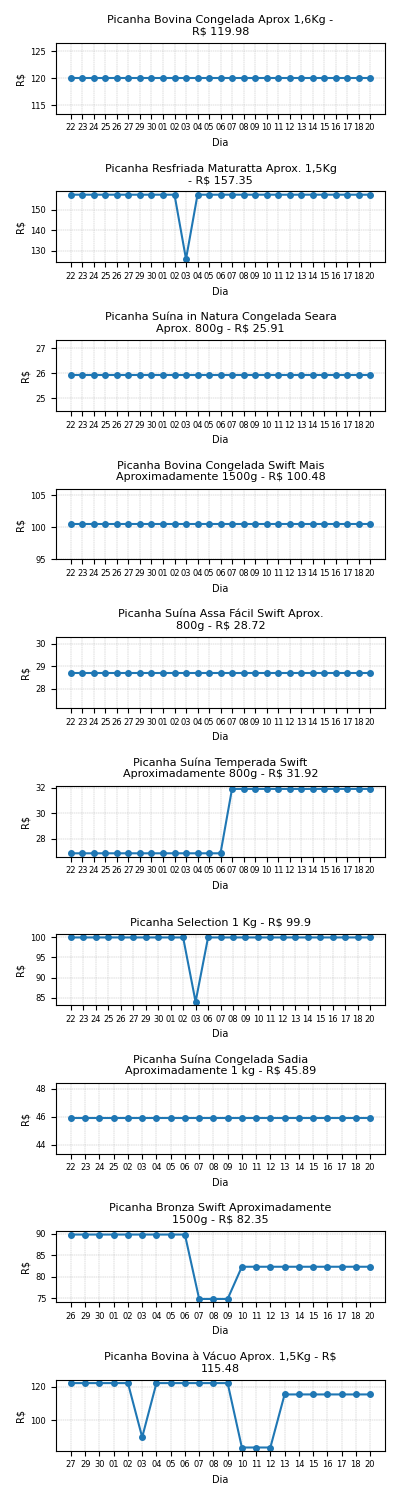 Picanha Bovina Congelada Aprox 1,6Kg -
R$ 119.98
125
120
115
R$
22 23 24 25 26 27 29 30 01 02 03 04 05 06 07 08 09 10 11 12 13 14 15 16 17 18 20
Dia
Picanha Resfriada Maturatta Aprox. 1,5Kg
- R$ 157.35
150
140
130
R$
22 23 24 25 26 27 29 30 01 02 03 04 05 06 07 08 09 10 11 12 13 14 15 16 17 18 20
Dia
Picanha Suína in Natura Congelada Seara
Aprox. 800g - R$ 25.91
27
26
25
R$
22 23 24 25 26 27 29 30 01 02 03 04 05 06 07 08 09 10 11 12 13 14 15 16 17 18 20
Dia
Picanha Bovina Congelada Swift Mais
Aproximadamente 1500g - R$ 100.48
105
100
95
R$
22 23 24 25 26 27 29 30 01 02 03 04 05 06 07 08 09 10 11 12 13 14 15 16 17 18 20
Dia
Picanha Suína Assa Fácil Swift Aprox.
800g - R$ 28.72
30
29
28
R$
22 23 24 25 26 27 29 30 01 02 03 04 05 06 07 08 09 10 11 12 13 14 15 16 17 18 20
Dia
Picanha Suína Temperada Swift
Aproximadamente 800g - R$ 31.92
32
30
28
R$
22 23 24 25 26 27 29 30 01 02 03 04 05 06 07 08 09 10 11 12 13 14 15 16 17 18 20
Dia
Picanha Selection 1 Kg - R$ 99.9
100
95
90
85
R$
22 23 24 25 26 27 29 30 01 02 03 06 07 08 09 10 11 12 13 14 15 16 17 18 20
Dia
Picanha Suína Congelada Sadia
Aproximadamente 1 kg - R$ 45.89
48
46
44
R$
22 23 24 25 02 03 04 05 06 07 08 09 10 11 12 13 14 15 16 17 18 20
Dia
Picanha Bronza Swift Aproximadamente
1500g - R$ 82.35
90
85
80
75
R$
26 29 30 01 02 03 04 05 06 07 08 09 10 11 12 13 14 15 16 17 18 20
Dia
Picanha Bovina à Vácuo Aprox. 1,5Kg - R$
115.48
120
100
R$
27 29 30 01 02 03 04 05 06 07 08 09 10 11 12 13 14 15 16 17 18 20
Dia